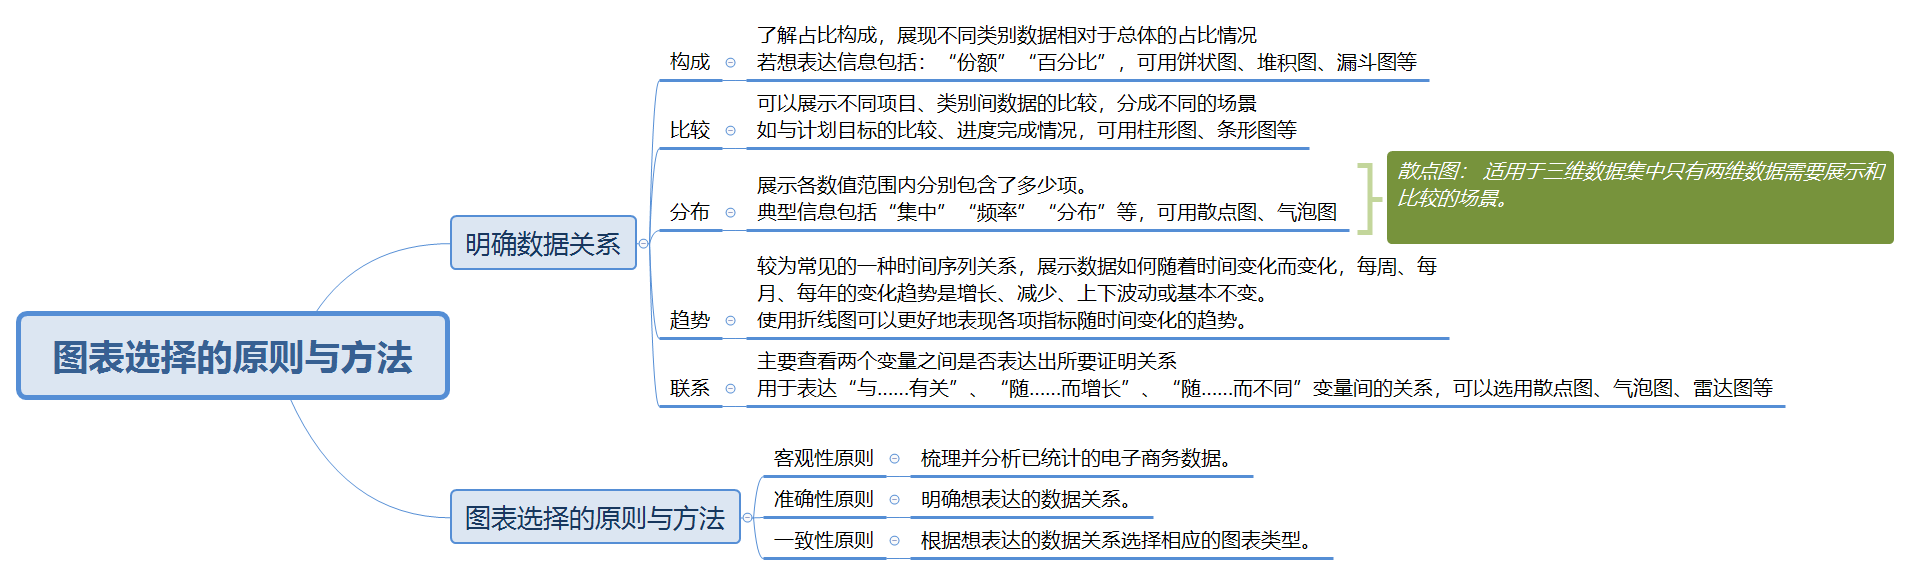 图表选择的原则与方法
明确数据关系
构成
了解占比构成，展现不同类别数据相对于总体的占比情况
若想表达信息包括：“份额”“百分比”，可用饼状图、堆积图、漏斗图等
比较
可以展示不同项目、类别间数据的比较，分成不同的场景
如与计划目标的比较、进度完成情况，可用柱形图、条形图等
分布
展示各数值范围内分别包含了多少项。
典型信息包括“集中”“频率”“分布”等，可用散点图、气泡图
散点图： 适用于三维数据集中只有两维数据需要展示和
比较的场景。
趋势
较为常见的一种时间序列关系，展示数据如何随着时间变化而变化，每周、每
月、每年的变化趋势是增长、减少、上下波动或基本不变。
使用折线图可以更好地表现各项指标随时间变化的趋势。
联系
主要查看两个变量之间是否表达出所要证明关系
用于表达“与......有关”、“随......而增长”、“随......而不同”变量间的关系，可以选用散点图、气泡图、雷达图等
图表选择的原则与方法
客观性原则
梳理并分析已统计的电子商务数据。
准确性原则
明确想表达的数据关系。
一致性原则
根据想表达的数据关系选择相应的图表类型。